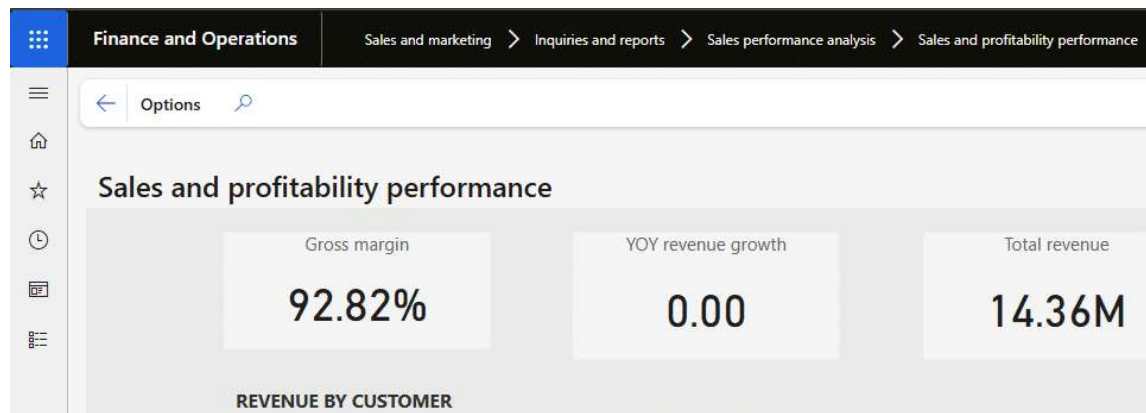 Finance and Operations Sales and marketing > Inquiries and reports > Sales performance analysis > Sales and profitability performance
Options
Sales and profitability performance
Gross margin YOY revenue growth Total revenue
92.82% 0.00 14.36M
REVENUE BY CUSTOMER